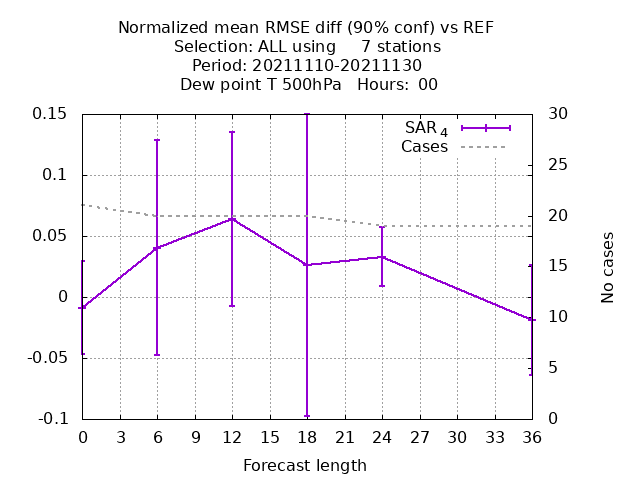 Normalized mean RMSE diff (90% conf) vs REF
Selection: ALL using     7 stations
Period: 20211110-20211130
Dew point T 500hPa   Hours:  00
0.15
0.1
0.05
0
-0.05
-0.1
30
25
20
15
10
5
0
SAR 4
Cases
No cases
0 3 6 9 12 15 18 21 24 27 30 33 36
Forecast length